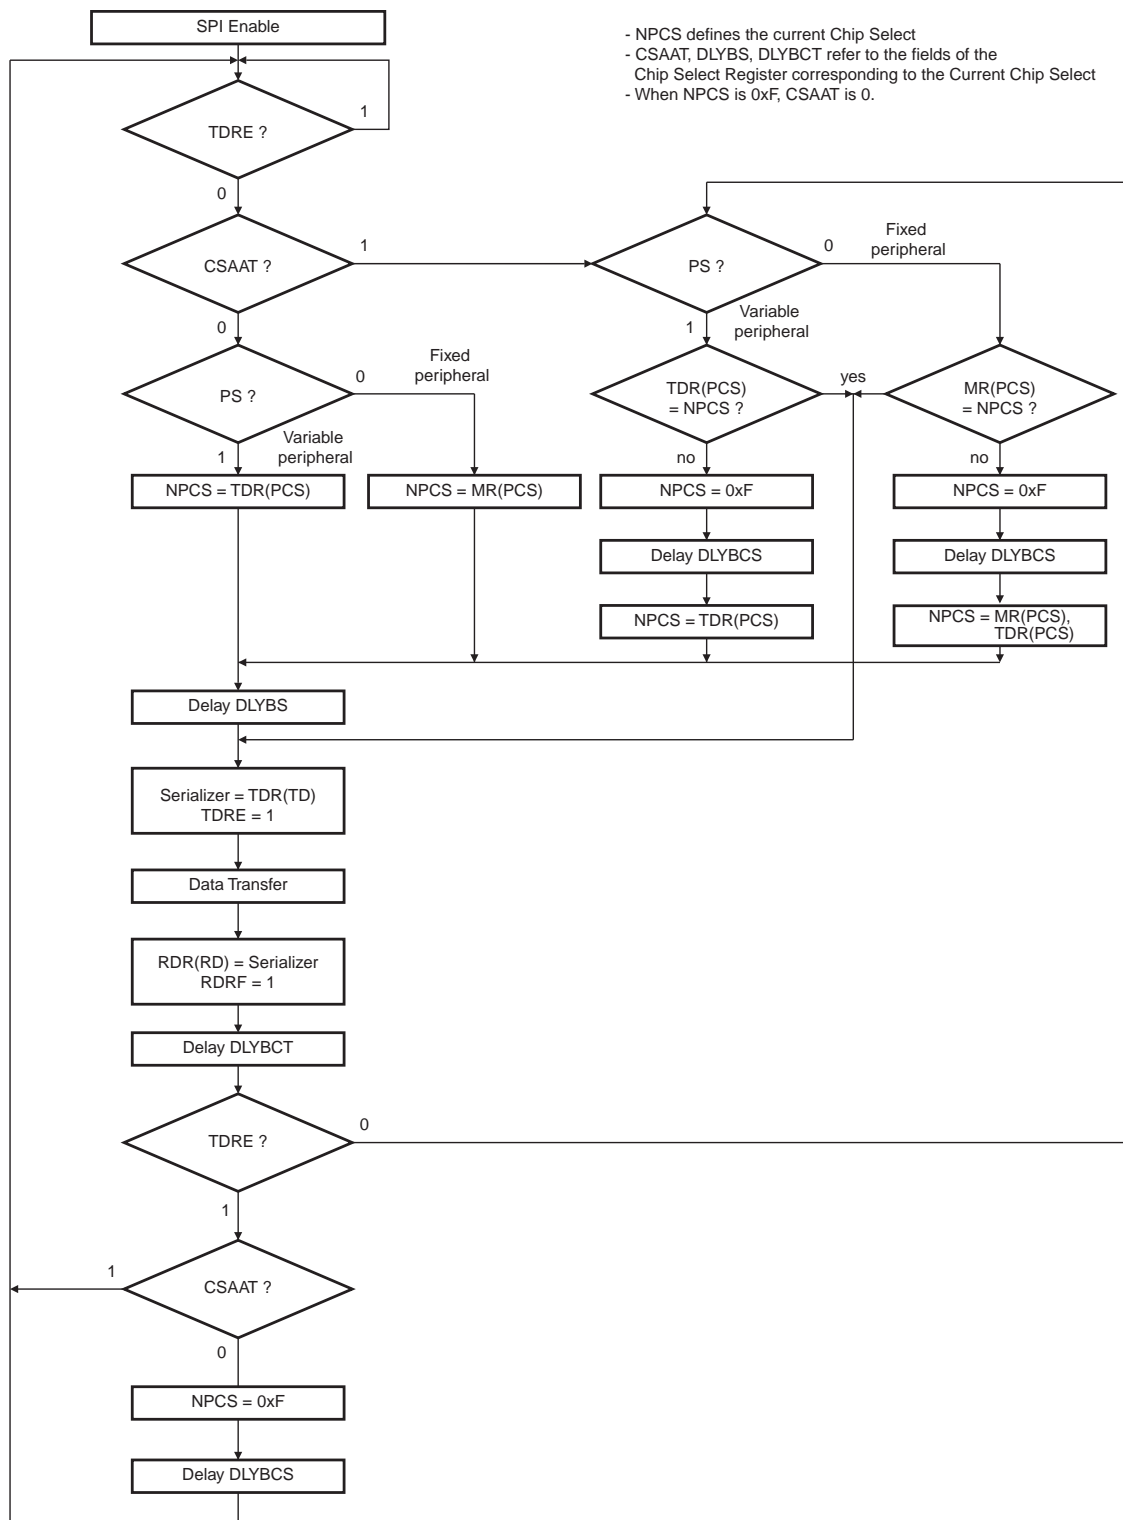 SPI Enable
- NPCS defines the current Chip Select
- CSAAT, DLYBS, DLYBCT refer to the fields of the
Chip Select Register corresponding to the Current Chip Select
- When NPCS is 0xF, CSAAT is 0.
TDRE ?
1
0
CSAAT ?
1
0
PS ?
0
Fixed
peripheral
1
Variable
peripheral
PS ?
0
Fixed
peripheral
1
Variable
peripheral
TDR(PCS)
= NPCS ?
yes
MR(PCS)
= NPCS ?
no
no
NPCS = TDR(PCS)
NPCS = MR(PCS)
NPCS = 0xF
NPCS = 0xF
Delay DLYBCS
Delay DLYBCS
NPCS = TDR(PCS)
NPCS = MR(PCS),
TDR(PCS)
Delay DLYBS
Serializer = TDR(TD)
TDRE = 1
Data Transfer
RDR(RD) = Serializer
RDRF = 1
Delay DLYBCT
TDRE ?
0
1
CSAAT ?
1
0
NPCS = 0xF
Delay DLYBCS